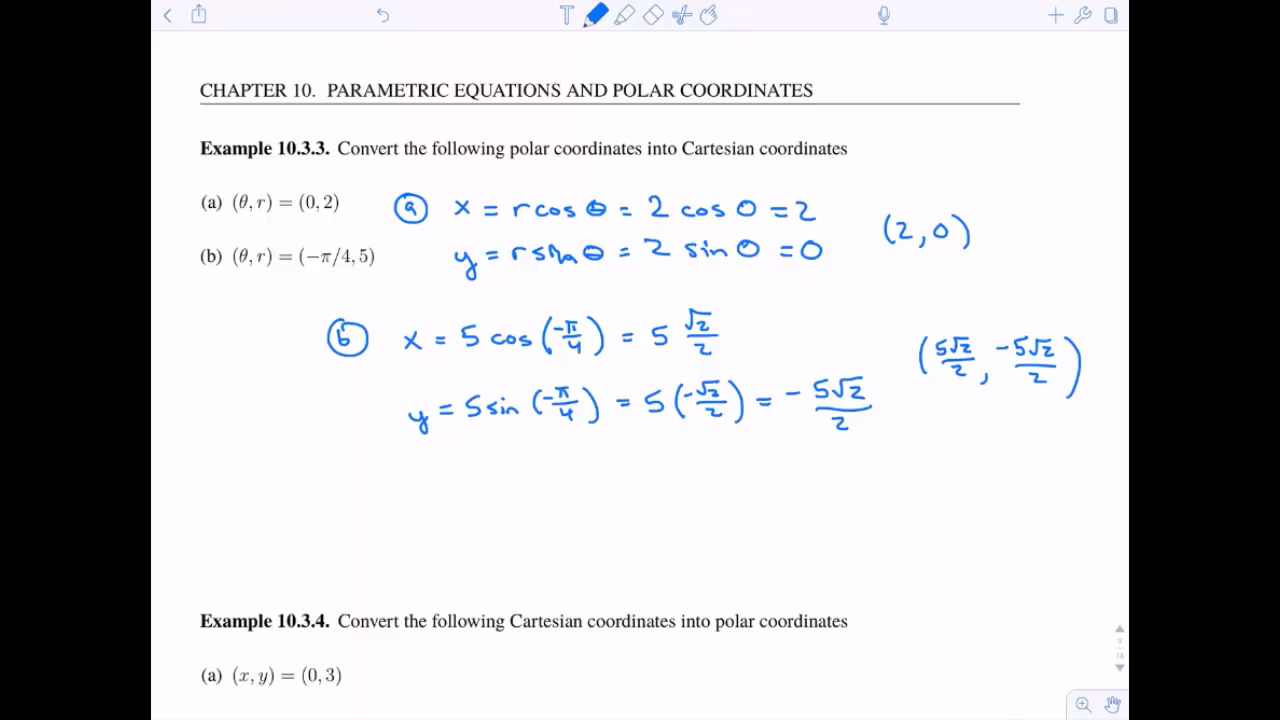 CHAPTER 10. PARAMETRIC EQUATIONS AND POLAR COORDINATES
Example 10.3.3. Convert the following polar coordinates into Cartesian coordinates
(a) (θ, r) = (0, 2)
ⓐ x = r cos θ = 2 cos 0 = 2
(2, 0)
y = r sin θ = 2 sin 0 = 0
(b) (θ, r) = (−π/4, 5)
ⓑ x = 5 cos (-π/4) = 5 √2/2
(5√2/2, -5√2/2)
y = 5 sin (-π/4) = 5 (-√2/2) = - 5√2/2
Example 10.3.4. Convert the following Cartesian coordinates into polar coordinates
(a) (x, y) = (0, 3)